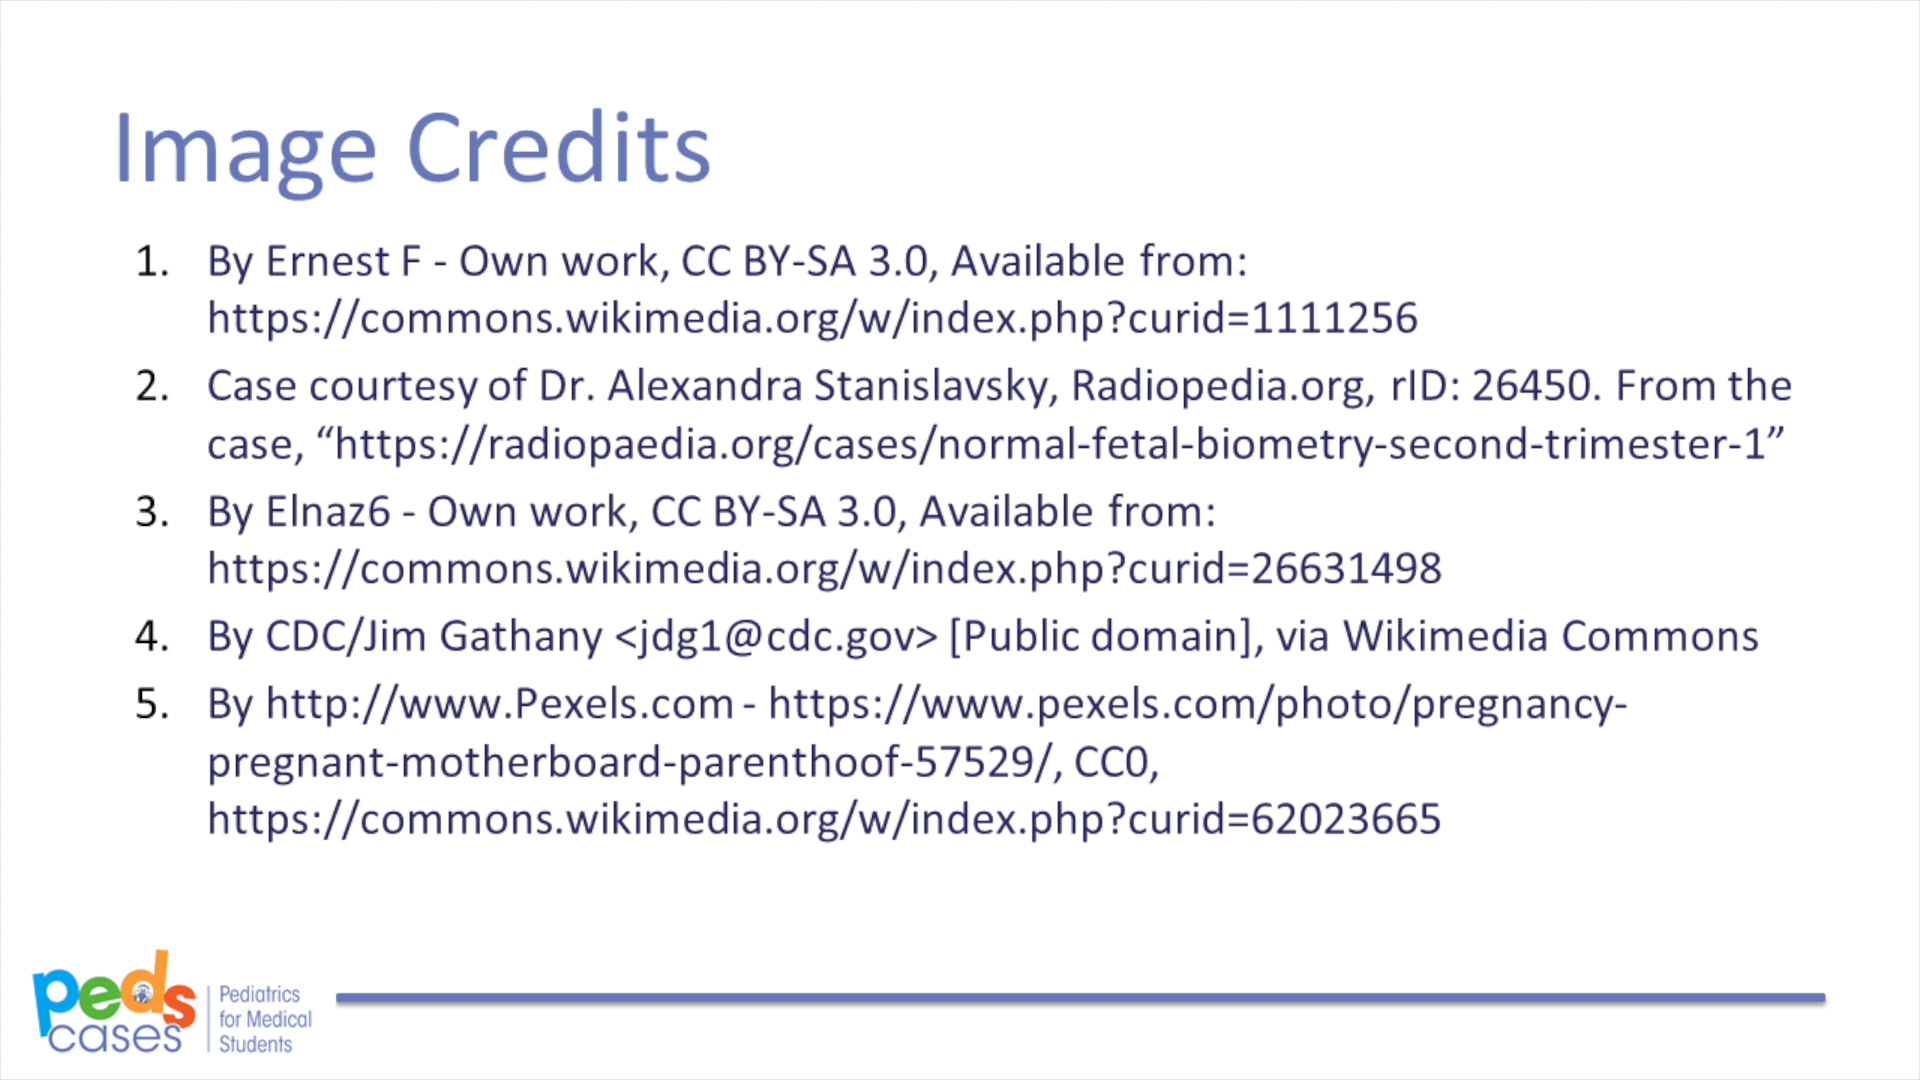 Image Credits
1. By Ernest F - Own work, CC BY-SA 3.0, Available from:
https://commons.wikimedia.org/w/index.php?curid=1111256
2. Case courtesy of Dr. Alexandra Stanislavsky, Radiopedia.org, rID: 26450. From the
case, “https://radiopaedia.org/cases/normal-fetal-biometry-second-trimester-1”
3. By Elnaz6 - Own work, CC BY-SA 3.0, Available from:
https://commons.wikimedia.org/w/index.php?curid=26631498
4. By CDC/Jim Gathany <jdg1@cdc.gov> [Public domain], via Wikimedia Commons
5. By http://www.Pexels.com - https://www.pexels.com/photo/pregnancy-
pregnant-motherboard-parenthoof-57529/, CC0,
https://commons.wikimedia.org/w/index.php?curid=62023665
peds
cases
Pediatrics
for Medical
Students